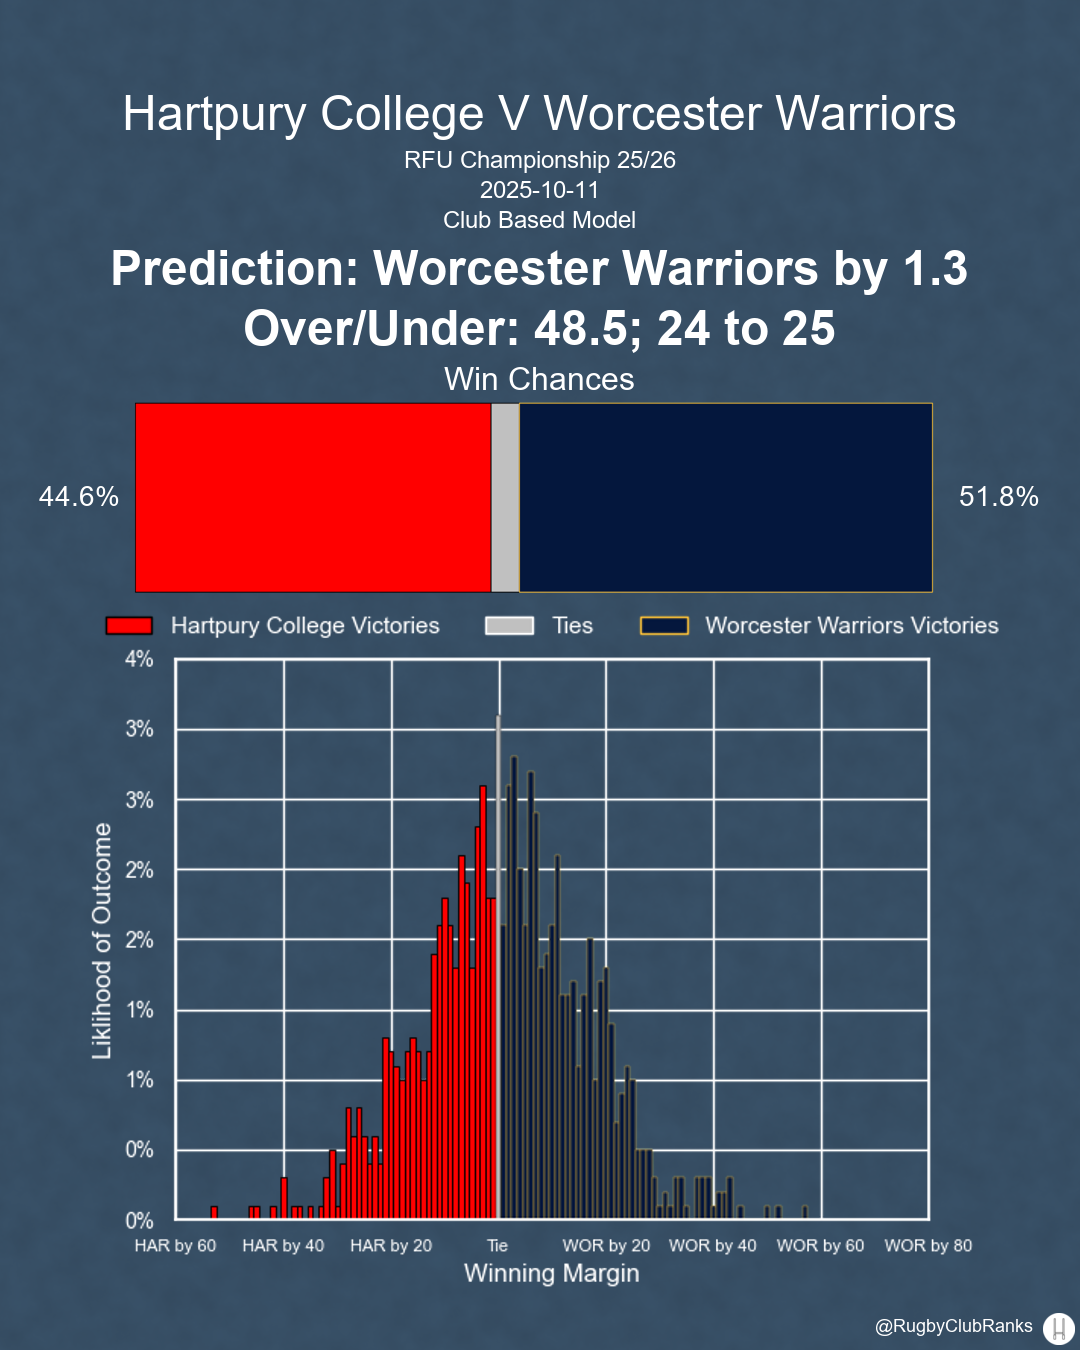 Hartpury College V Worcester Warriors
RFU Championship 25/26
2025-10-11
Club Based Model
Prediction: Worcester Warriors by 1.3
Over/Under: 48.5; 24 to 25
Win Chances
44.6%
51.8%
Hartpury College Victories
Ties
Worcester Warriors Victories
4%
3%
3%
2%
2%
1%
1%
0%
0%
Liklihood of Outcome
HAR by 60
HAR by 40
HAR by 20
Tie
WOR by 20
WOR by 40
WOR by 60
WOR by 80
Winning Margin
@RugbyClubRanks